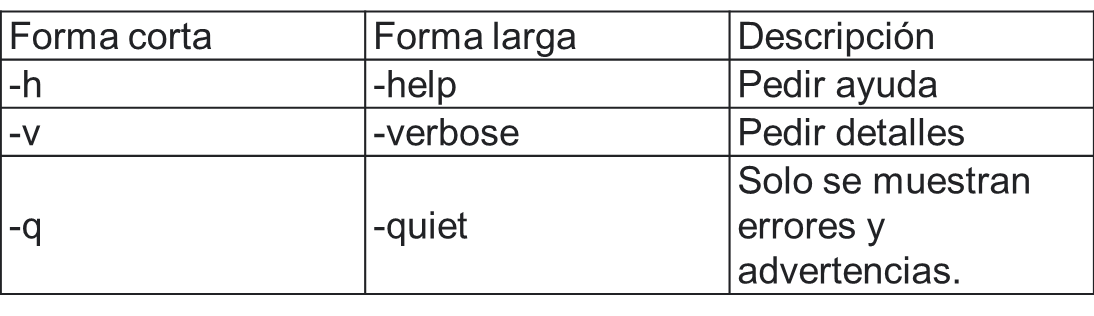 Forma corta Forma larga Descripción
-h -help Pedir ayuda
-v -verbose Pedir detalles
-q -quiet Solo se muestran
errores y
advertencias.